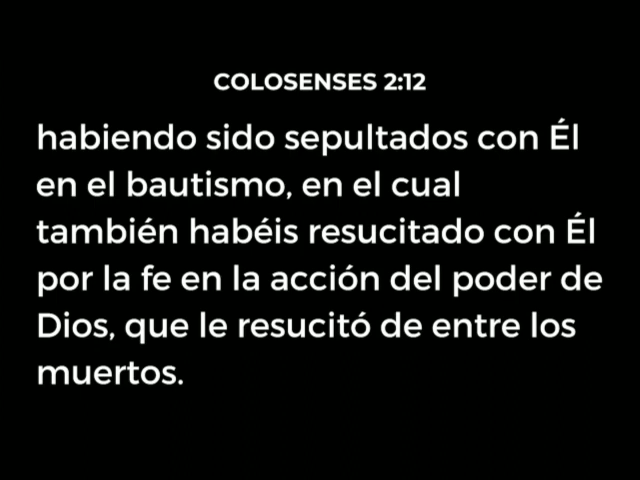 COLOSENSES 2:12
habiendo sido sepultados con Él
en el bautismo, en el cual
también habéis resucitado con Él
por la fe en la acción del poder de
Dios, que le resucitó de entre los
muertos.